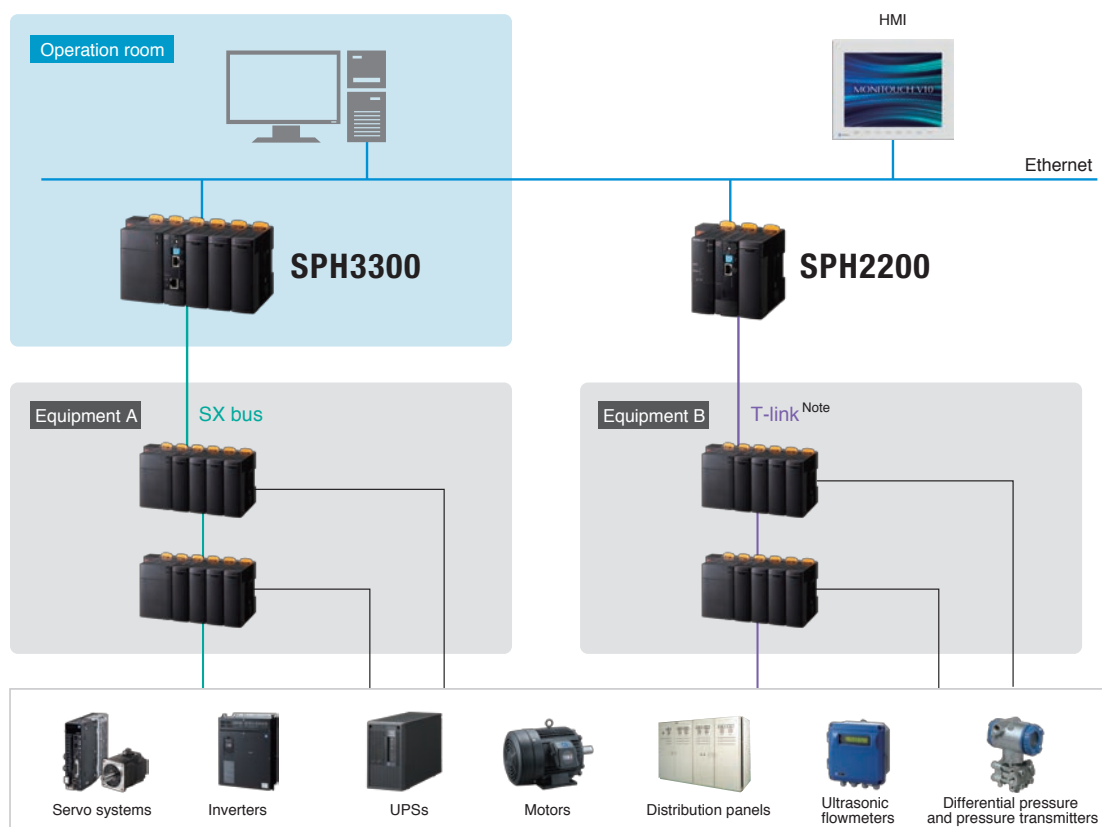 Operation room
HMI
MONITOUCH V10
Ethernet
SPH3300
SPH2200
Equipment A
SX bus
Equipment B
T-link Note
Servo systems
Inverters
UPSs
Motors
Distribution panels
Ultrasonic
flowmeters
Differential pressure
and pressure transmitters